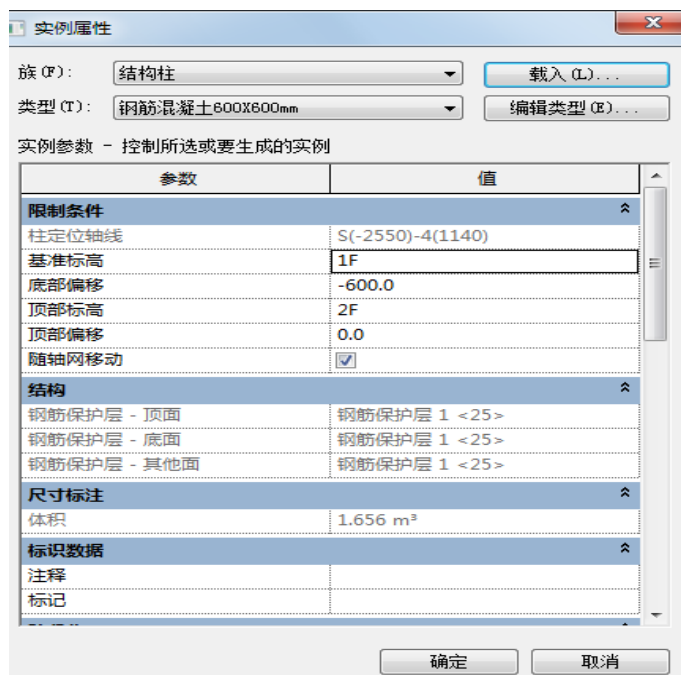 实例属性
族(F): 结构柱 载入(L)...
类型(T): 钢筋混凝土600X600mm 编辑类型(E)...
实例参数 - 控制所选或要生成的实例
参数 值
限制条件
柱定位轴线 S(-2550)-4(1140)
基准标高 1F
底部偏移 -600.0
顶部标高 2F
顶部偏移 0.0
随轴网移动
结构
钢筋保护层 - 顶面 钢筋保护层 1 <25>
钢筋保护层 - 底面 钢筋保护层 1 <25>
钢筋保护层 - 其他面 钢筋保护层 1 <25>
尺寸标注
体积 1.656 m³
标识数据
注释
标记
确定 取消